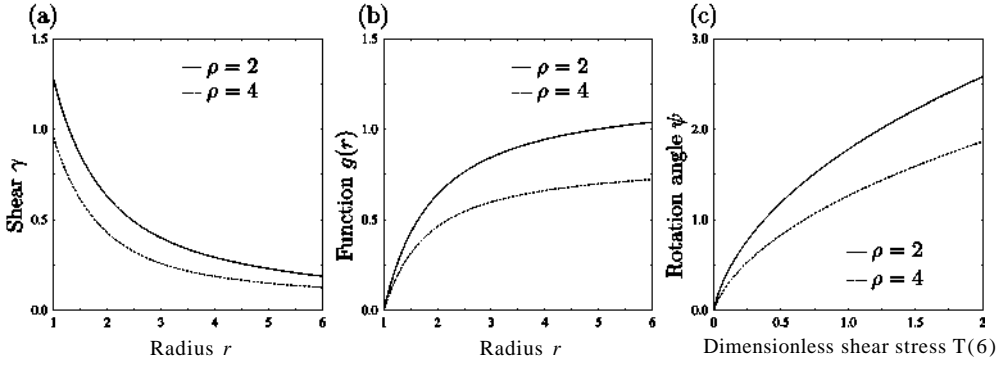 (a)
1.5
1.0
0.5
0.0
Shear γ
— ρ = 2
---- ρ = 4
1 2 3 4 5 6
Radius r
(b)
1.5
1.0
0.5
0.0
Function g(r)
— ρ = 2
---- ρ = 4
1 2 3 4 5 6
Radius r
(c)
3.0
2.0
1.0
0.0
Rotation angle ψ
— ρ = 2
---- ρ = 4
0 0.5 1.0 1.5 2
Dimensionless shear stress T(6)